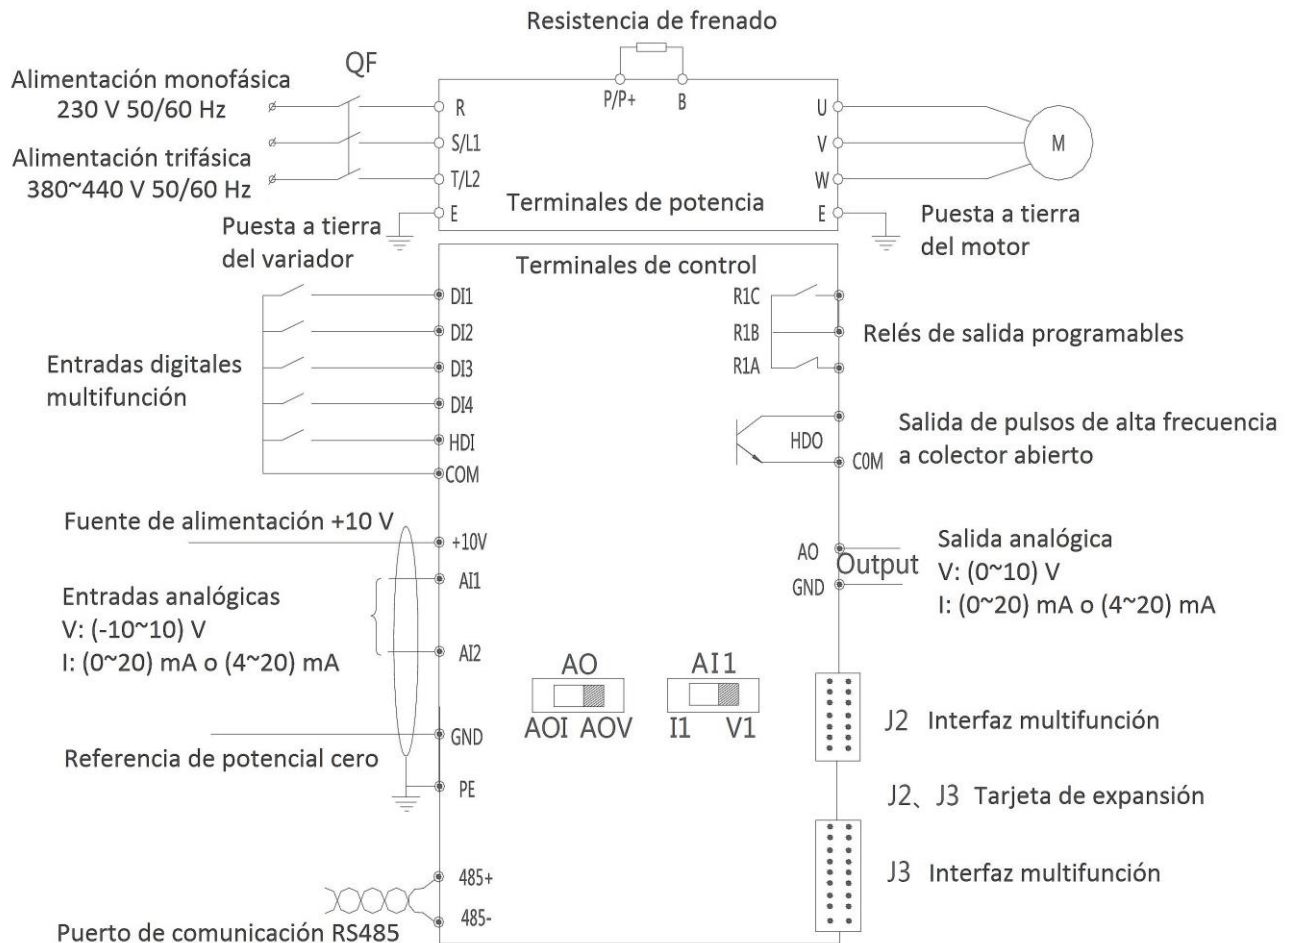 Resistencia de frenado
QF
Alimentación monofásica
230 V 50/60 Hz
P/P+
B
R
U
S/L1
V
M
Alimentación trifásica
380~440 V 50/60 Hz
T/L2
W
E
Terminales de potencia
E
Puesta a tierra
del variador
Puesta a tierra
del motor
Terminales de control
DI1
R1C
DI2
R1B
Relés de salida programables
Entradas digitales
multifunción
DI3
R1A
DI4
HDI
COM
HDO
COM
Salida de pulsos de alta frecuencia
a colector abierto
Fuente de alimentación +10 V
+10V
AO
Output
GND
Salida analógica
V: (0~10) V
I: (0~20) mA o (4~20) mA
AI1
Entradas analógicas
V: (-10~10) V
I: (0~20) mA o (4~20) mA
AI2
AO
AOI AOV
AI1
I1 V1
J2 Interfaz multifunción
GND
Referencia de potencial cero
PE
J2、J3 Tarjeta de expansión
J3 Interfaz multifunción
485+
485-
Puerto de comunicación RS485